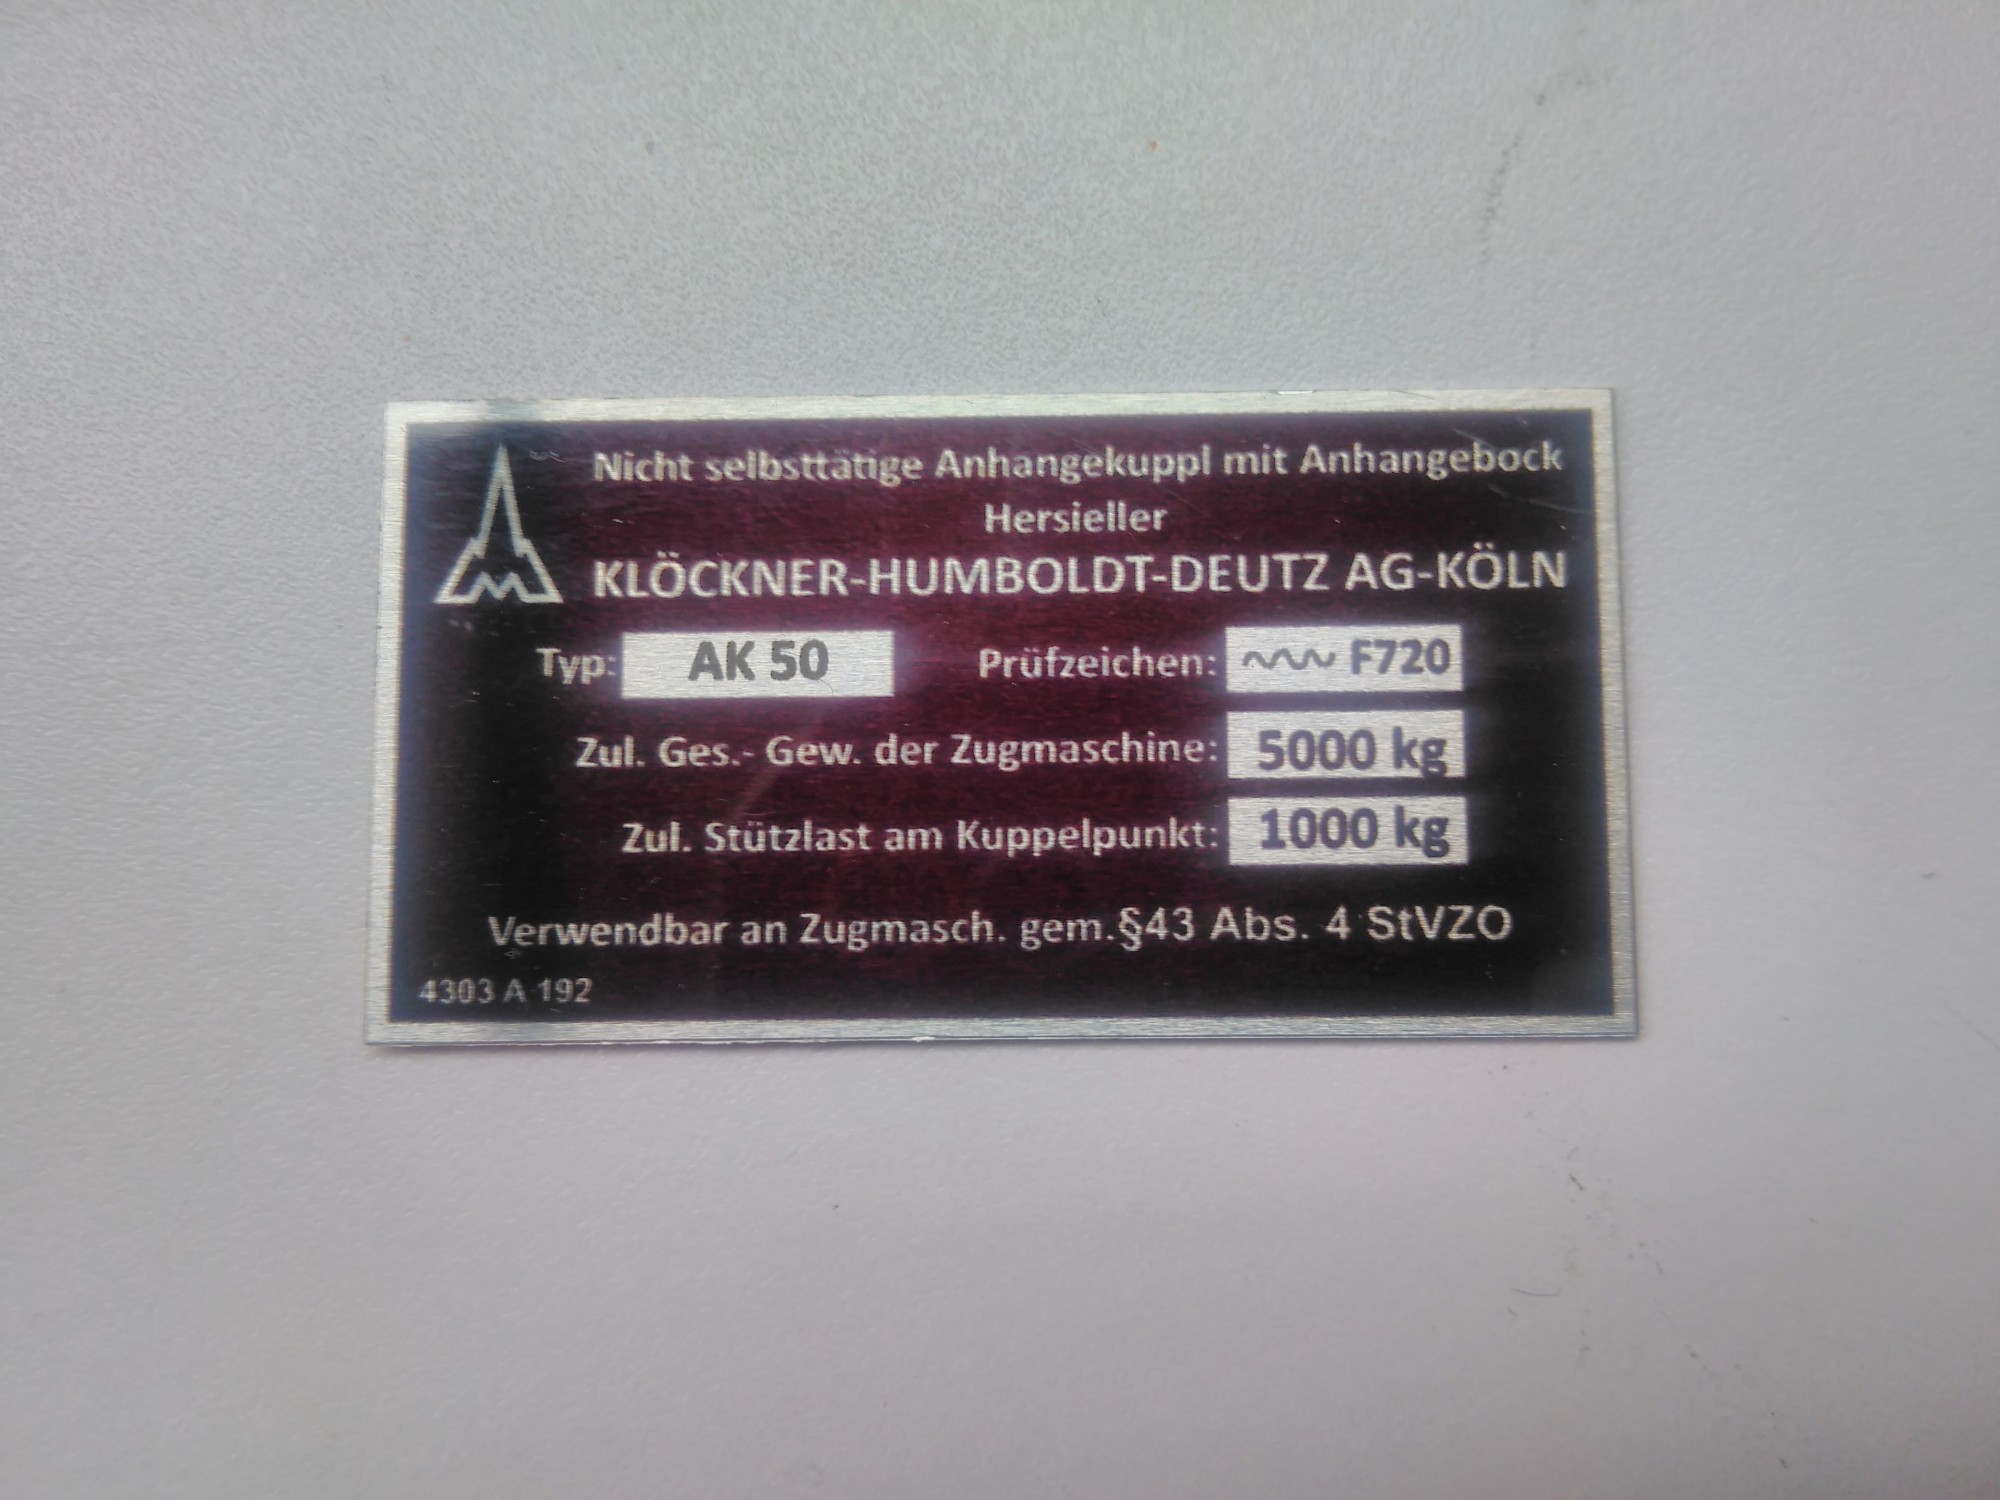 Nicht selbsttätige Anhangekuppl mit Anhangebock
Hersieller
KLÖCKNER-HUMBOLDT-DEUTZ AG-KÖLN
Typ: AK 50 Prüfzeichen: F720
Zul. Ges.- Gew. der Zugmaschine: 5000 kg
Zul. Stützlast am Kuppelpunkt: 1000 kg
Verwendbar an Zugmasch. gem.§43 Abs. 4 StVZO
4303 A 192